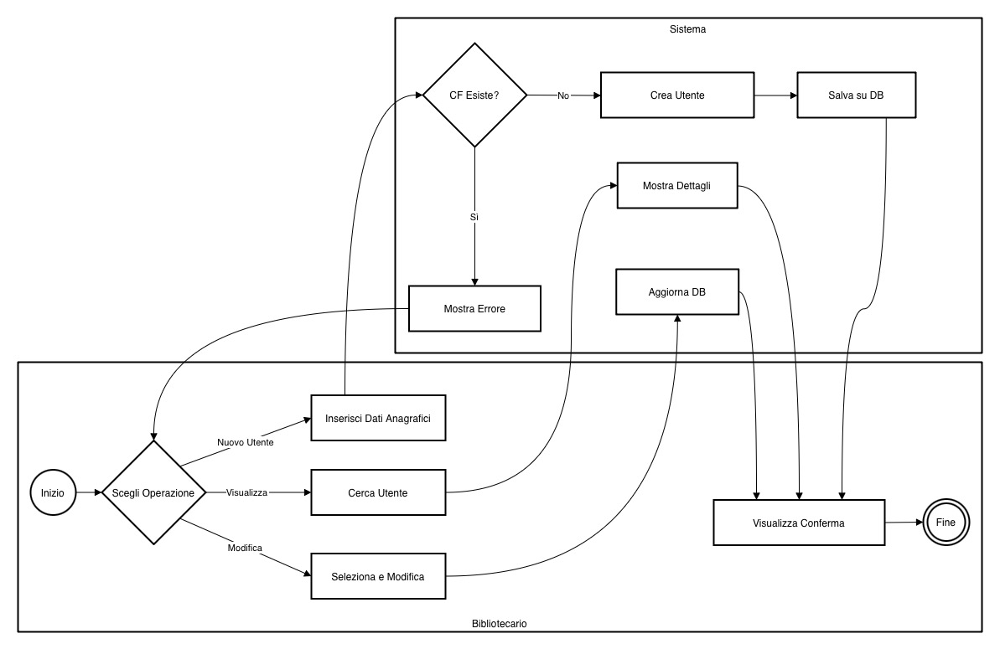 Sistema
CF Esiste?
No
Crea Utente
Salva su DB
Mostra Dettagli
Sì
Aggiorna DB
Mostra Errore
Inserisci Dati Anagrafici
Nuovo Utente
Inizio
Scegli Operazione
Visualizza
Cerca Utente
Visualizza Conferma
Fine
Modifica
Seleziona e Modifica
Bibliotecario